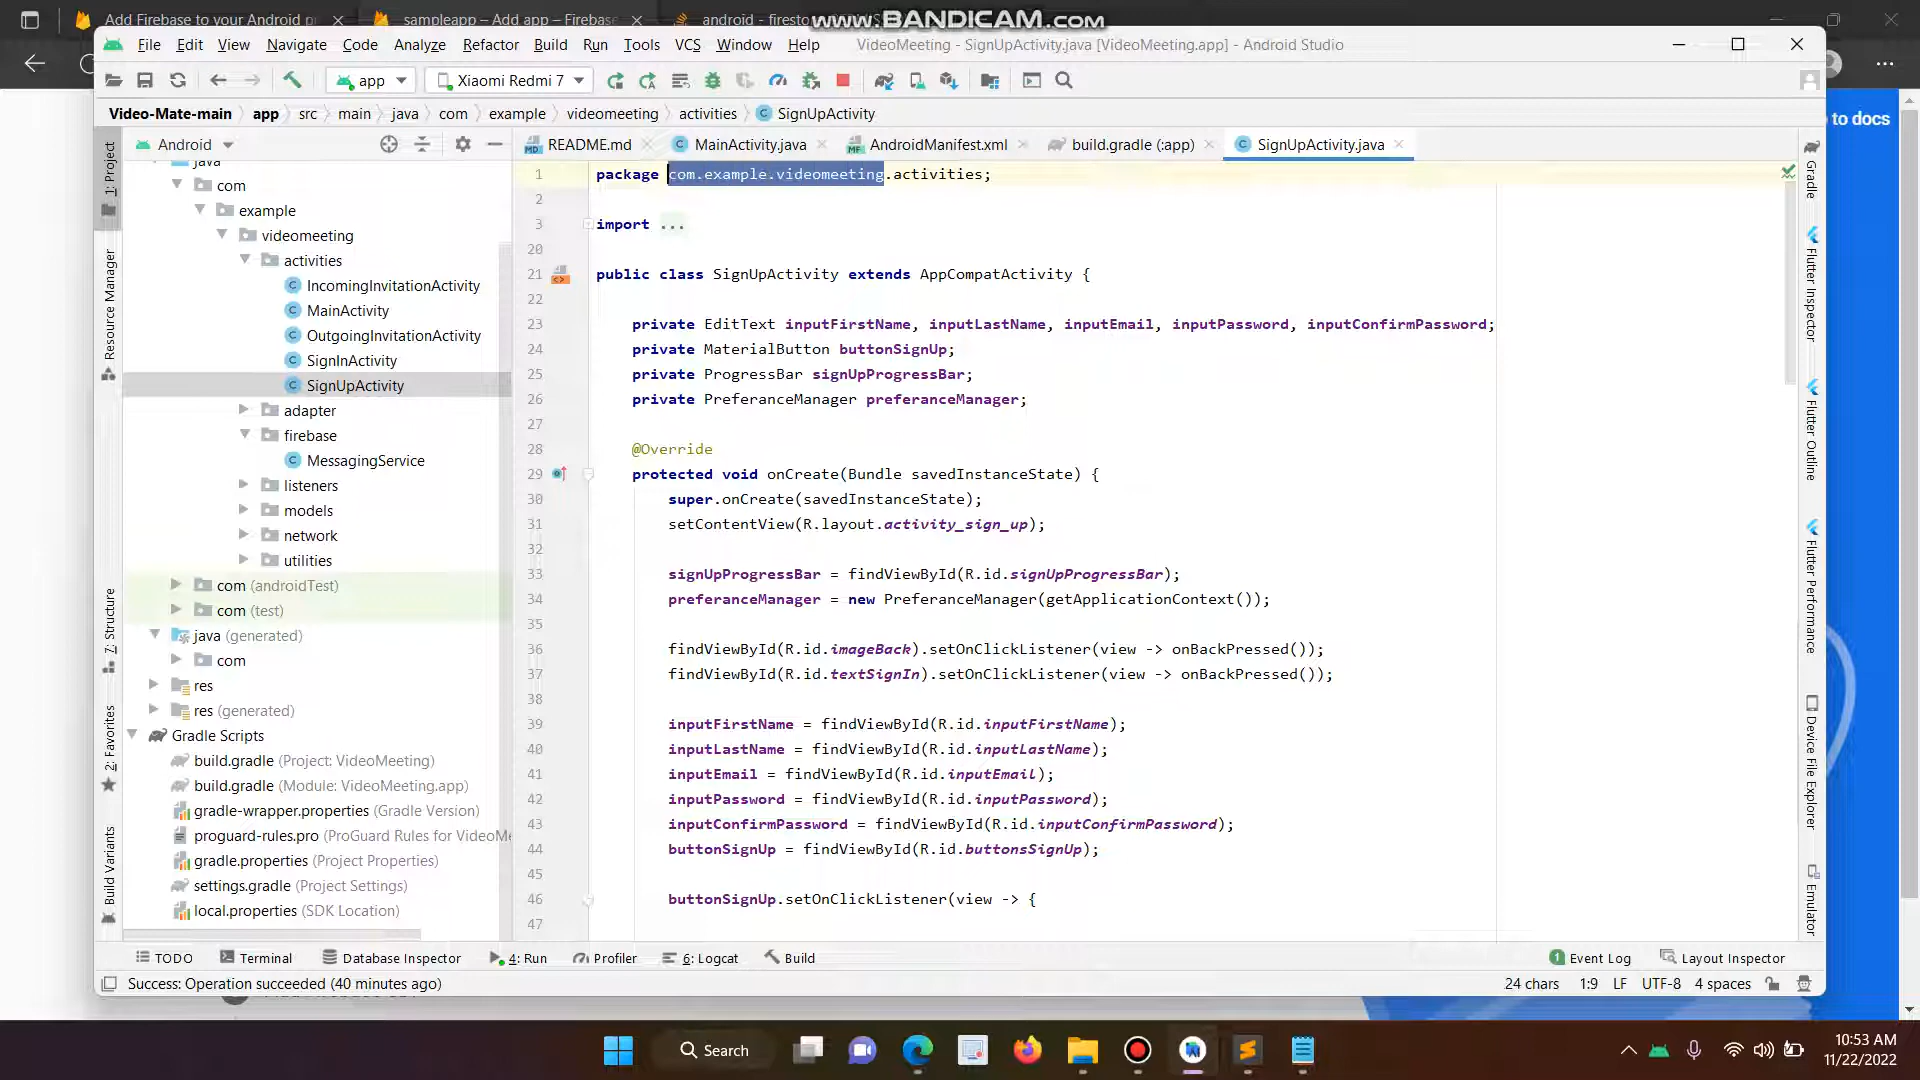 Add Firebase to your Android pr
sampleapp – Add app – Firebase
android - firesto
www.BANDICAM.com
File Edit View Navigate Code Analyze Refactor Build Run Tools VCS Window Help
VideoMeeting - SignUpActivity.java [VideoMeeting.app] - Android Studio
app
Xiaomi Redmi 7
Video-Mate-main app src main java com example videomeeting activities SignUpActivity
to docs
Android
README.md
MainActivity.java
AndroidManifest.xml
build.gradle (:app)
SignUpActivity.java
java
com
example
videomeeting
activities
IncomingInvitationActivity
MainActivity
OutgoingInvitationActivity
SignInActivity
SignUpActivity
adapter
firebase
MessagingService
listeners
models
network
utilities
com (androidTest)
com (test)
java (generated)
com
res
res (generated)
Gradle Scripts
build.gradle (Project: VideoMeeting)
build.gradle (Module: VideoMeeting.app)
gradle-wrapper.properties (Gradle Version)
proguard-rules.pro (ProGuard Rules for VideoMe
gradle.properties (Project Properties)
settings.gradle (Project Settings)
local.properties (SDK Location)
1: Project
Resource Manager
7: Structure
2: Favorites
Build Variants
1 package com.example.videomeeting.activities;
2
3 import ...
20
21 public class SignUpActivity extends AppCompatActivity {
22
23 private EditText inputFirstName, inputLastName, inputEmail, inputPassword, inputConfirmPassword;
24 private MaterialButton buttonSignUp;
25 private ProgressBar signUpProgressBar;
26 private PreferanceManager preferanceManager;
27
28 @Override
29 protected void onCreate(Bundle savedInstanceState) {
30 super.onCreate(savedInstanceState);
31 setContentView(R.layout.activity_sign_up);
32
33 signUpProgressBar = findViewById(R.id.signUpProgressBar);
34 preferanceManager = new PreferanceManager(getApplicationContext());
35
36 findViewById(R.id.imageBack).setOnClickListener(view -> onBackPressed());
37 findViewById(R.id.textSignIn).setOnClickListener(view -> onBackPressed());
38
39 inputFirstName = findViewById(R.id.inputFirstName);
40 inputLastName = findViewById(R.id.inputLastName);
41 inputEmail = findViewById(R.id.inputEmail);
42 inputPassword = findViewById(R.id.inputPassword);
43 inputConfirmPassword = findViewById(R.id.inputConfirmPassword);
44 buttonSignUp = findViewById(R.id.buttonsSignUp);
45
46 buttonSignUp.setOnClickListener(view -> {
47
Gradle
Flutter Inspector
Flutter Outline
Flutter Performance
Device File Explorer
Emulator
TODO Terminal Database Inspector 4: Run Profiler 6: Logcat Build
1 Event Log Layout Inspector
Success: Operation succeeded (40 minutes ago)
24 chars 1:9 LF UTF-8 4 spaces
Search
10:53 AM
11/22/2022